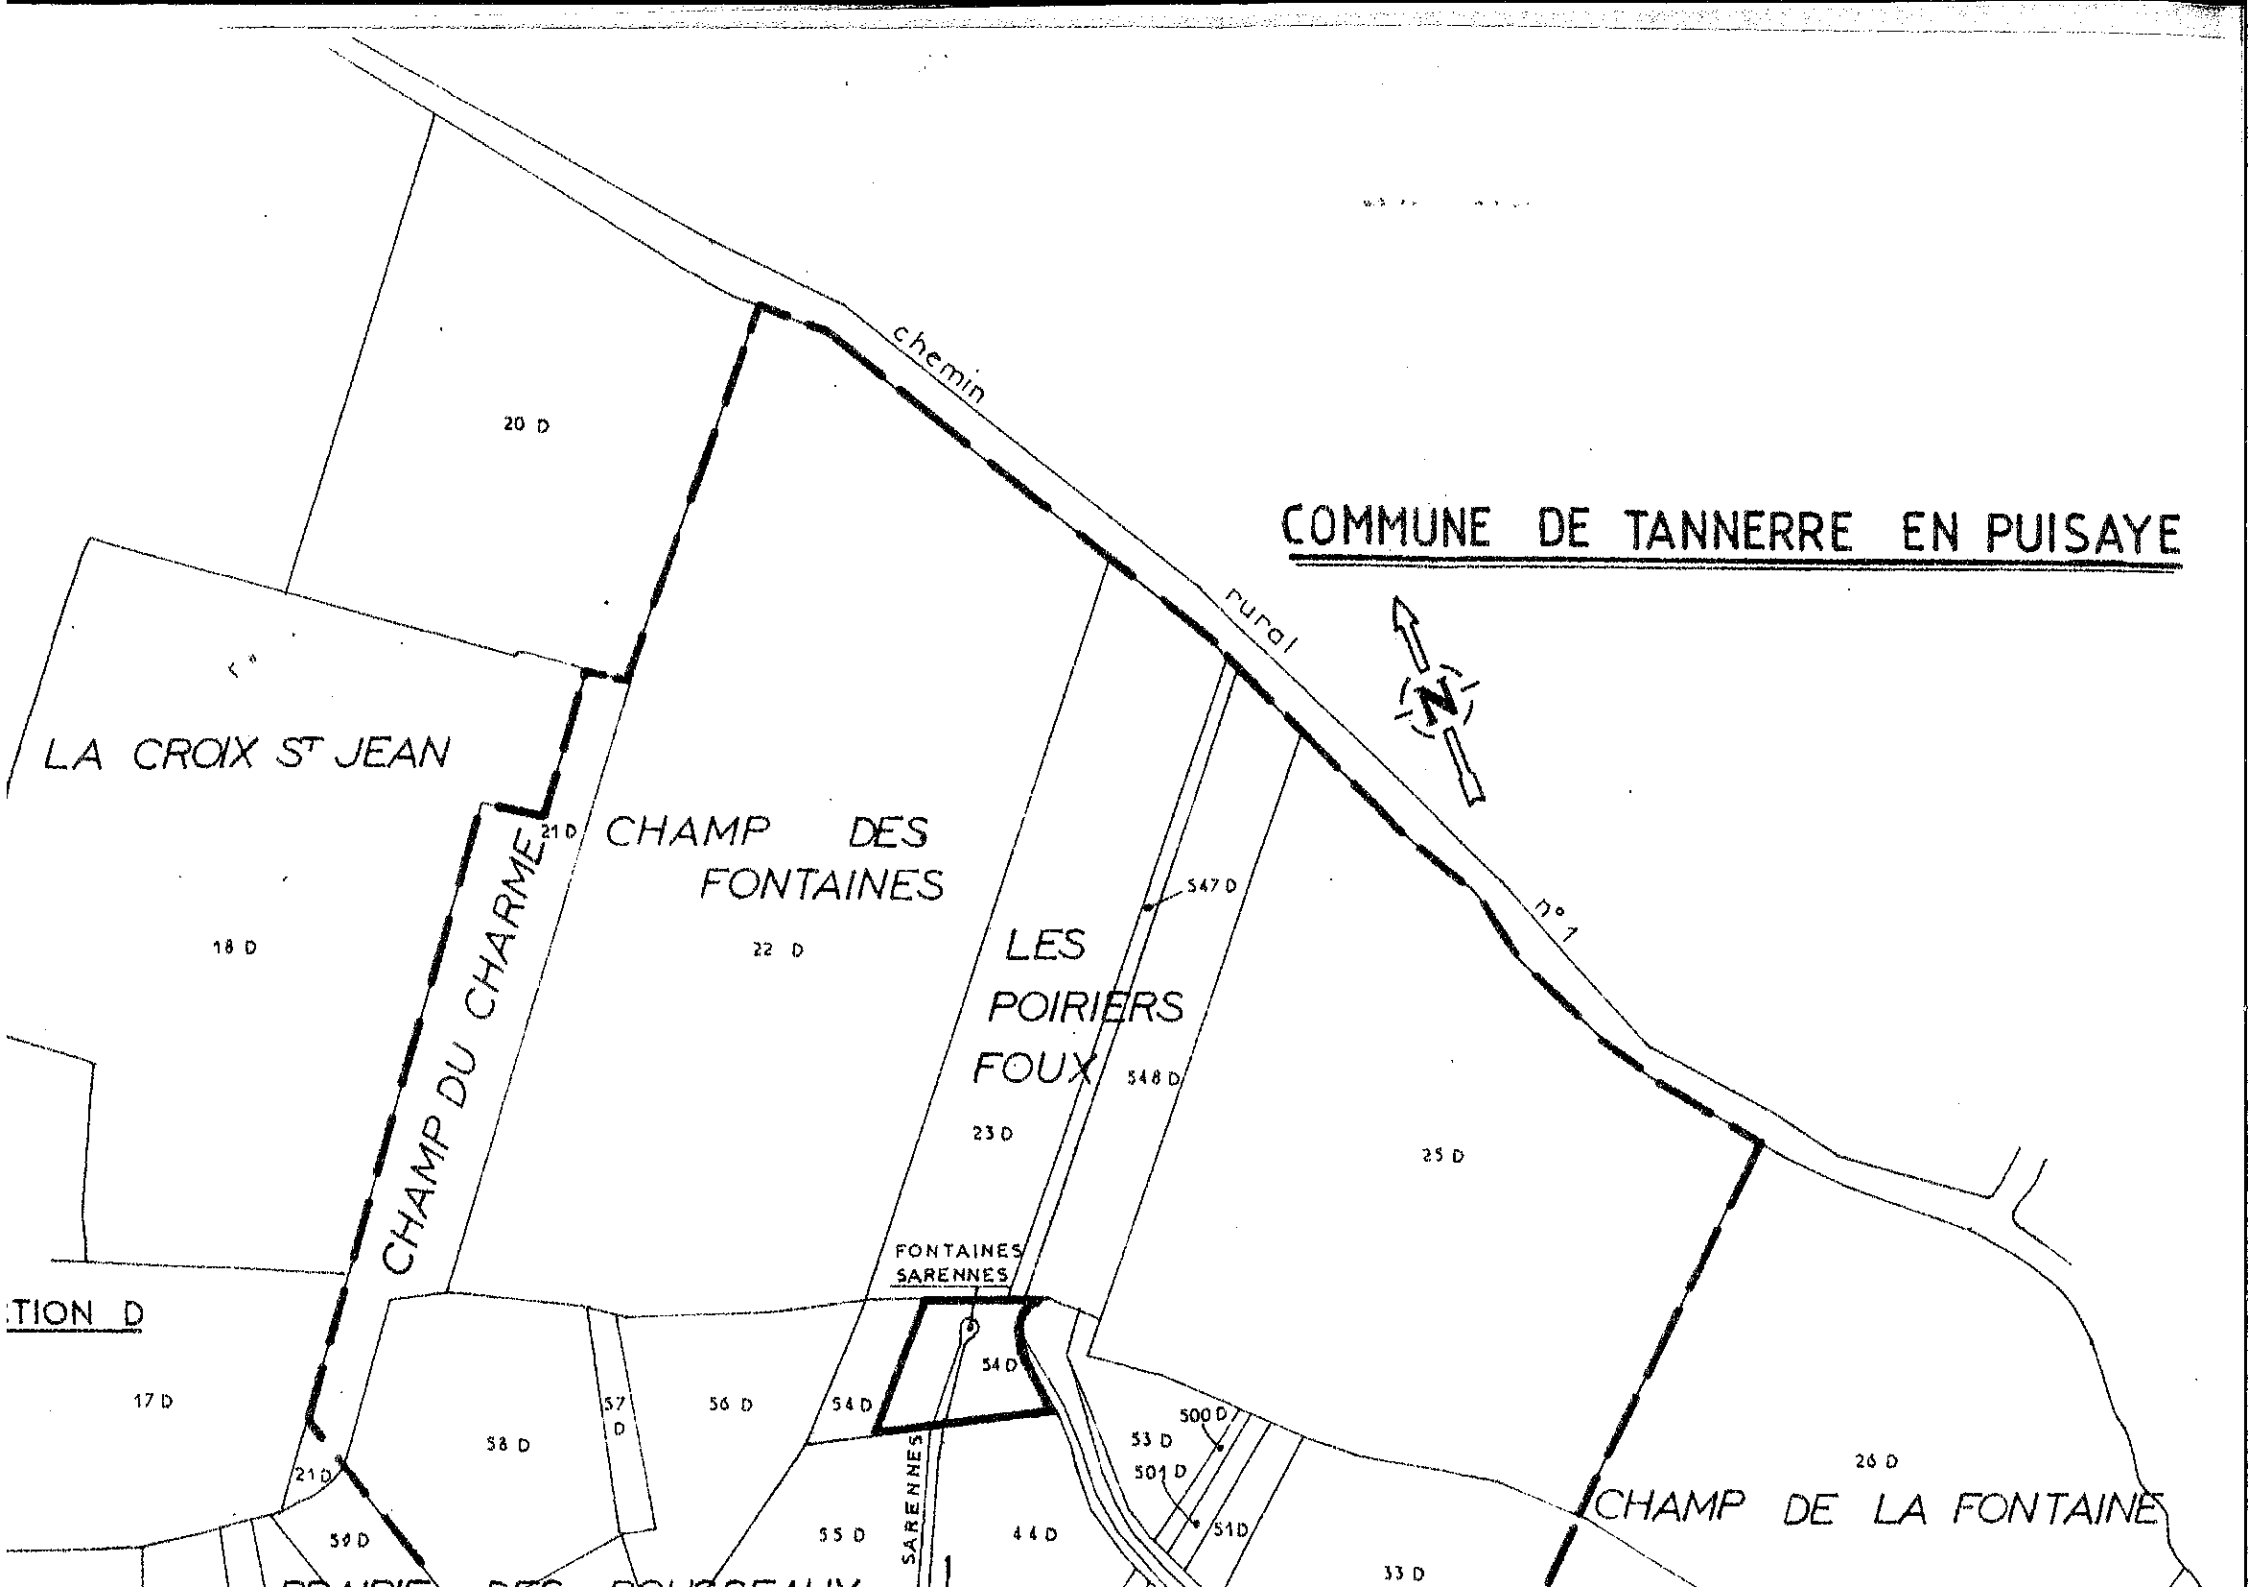 chemin
20 D
COMMUNE DE TANNERRE EN PUISAYE
rural
N
LA CROIX ST JEAN
21 D
CHAMP DES
FONTAINES
CHAMP DU CHARME
547 D
n° 1
18 D
22 D
LES
POIRIERS
FOUX
548 D
23 D
25 D
FONTAINES
SARENNES
TION D
54 D
17 D
57
D
56 D
54 D
500 D
58 D
53 D
26 D
21 D
501 D
CHAMP DE LA FONTAINE
SARENNES
59 D
55 D
44 D
51 D
33 D